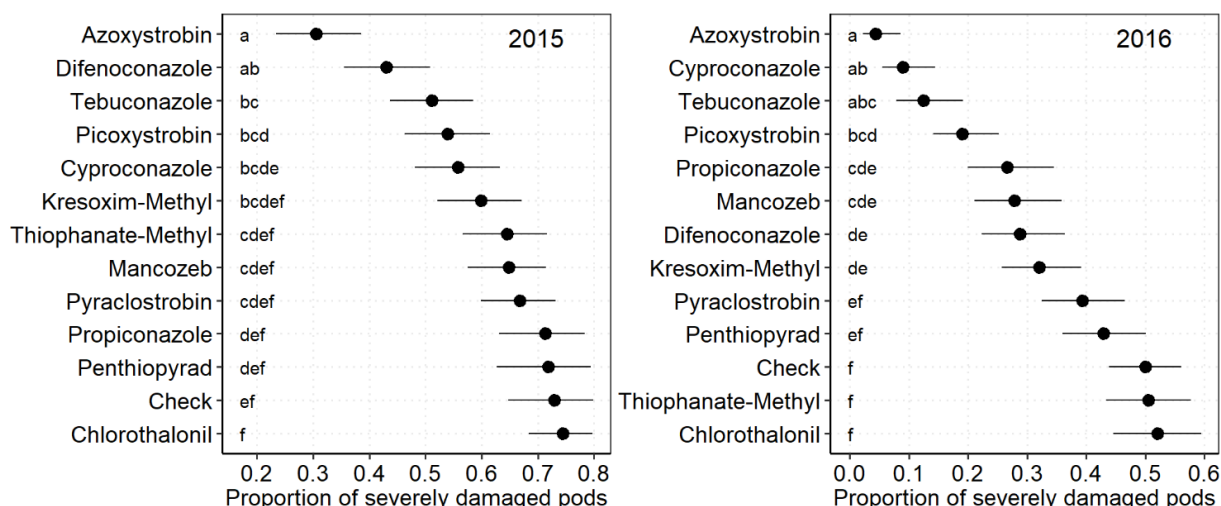 2015
Azoxystrobin a
Difenoconazole ab
Tebuconazole bc
Picoxystrobin bcd
Cyproconazole bcde
Kresoxim-Methyl bcdef
Thiophanate-Methyl cdef
Mancozeb cdef
Pyraclostrobin cdef
Propiconazole def
Penthiopyrad def
Check ef
Chlorothalonil f
0.2 0.3 0.4 0.5 0.6 0.7 0.8
Proportion of severely damaged pods
2016
Azoxystrobin a
Cyproconazole ab
Tebuconazole abc
Picoxystrobin bcd
Propiconazole cde
Mancozeb cde
Difenoconazole de
Kresoxim-Methyl de
Pyraclostrobin ef
Penthiopyrad ef
Check f
Thiophanate-Methyl f
Chlorothalonil f
0.0 0.1 0.2 0.3 0.4 0.5 0.6
Proportion of severely damaged pods